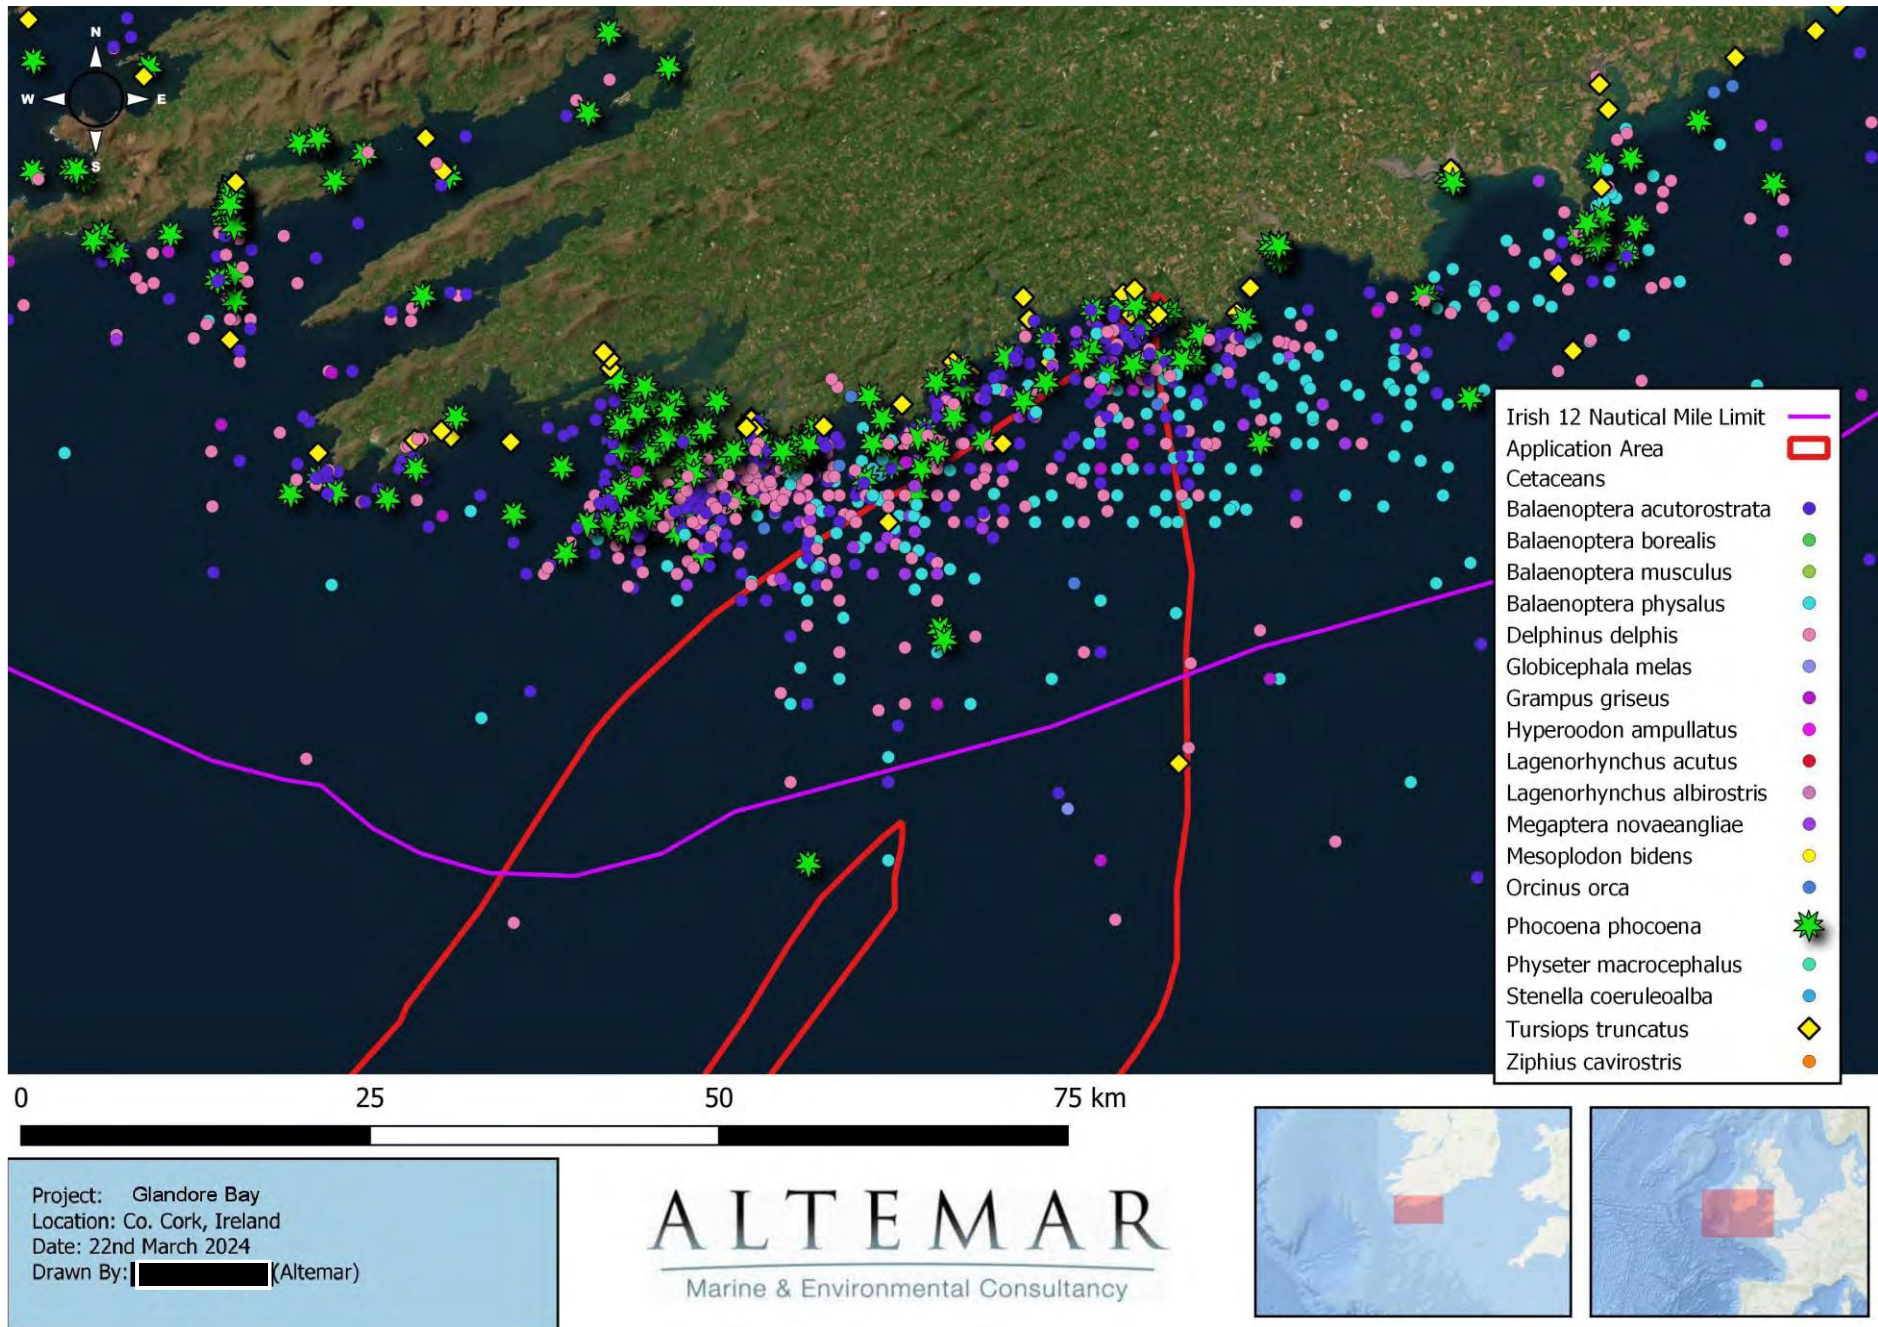 N
W E
S
Irish 12 Nautical Mile Limit
Application Area
Cetaceans
Balaenoptera acutorostrata
Balaenoptera borealis
Balaenoptera musculus
Balaenoptera physalus
Delphinus delphis
Globicephala melas
Grampus griseus
Hyperoodon ampullatus
Lagenorhynchus acutus
Lagenorhynchus albirostris
Megaptera novaeangliae
Mesoplodon bidens
Orcinus orca
Phocoena phocoena
Physeter macrocephalus
Stenella coeruleoalba
Tursiops truncatus
Ziphius cavirostris
0 25 50 75 km
Project: Glandore Bay
Location: Co. Cork, Ireland
Date: 22nd March 2024
Drawn By: (Altemar)
ALTEMAR
Marine & Environmental Consultancy